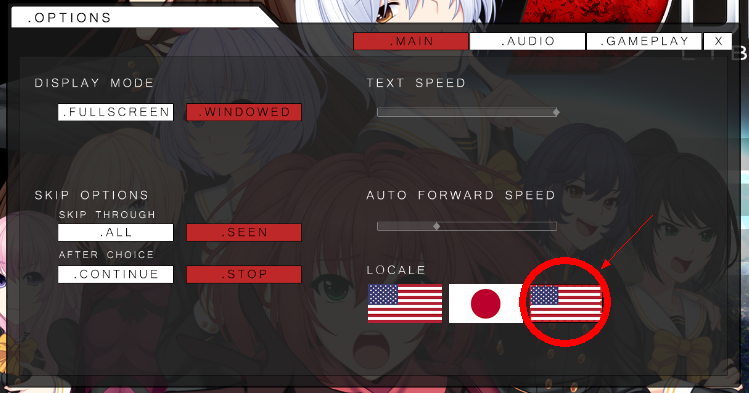 .OPTIONS
.MAIN .AUDIO .GAMEPLAY X
DISPLAY MODE
TEXT SPEED
.FULLSCREEN .WINDOWED
SKIP OPTIONS
AUTO FORWARD SPEED
SKIP THROUGH
.ALL .SEEN
AFTER CHOICE
.CONTINUE .STOP
LOCALE